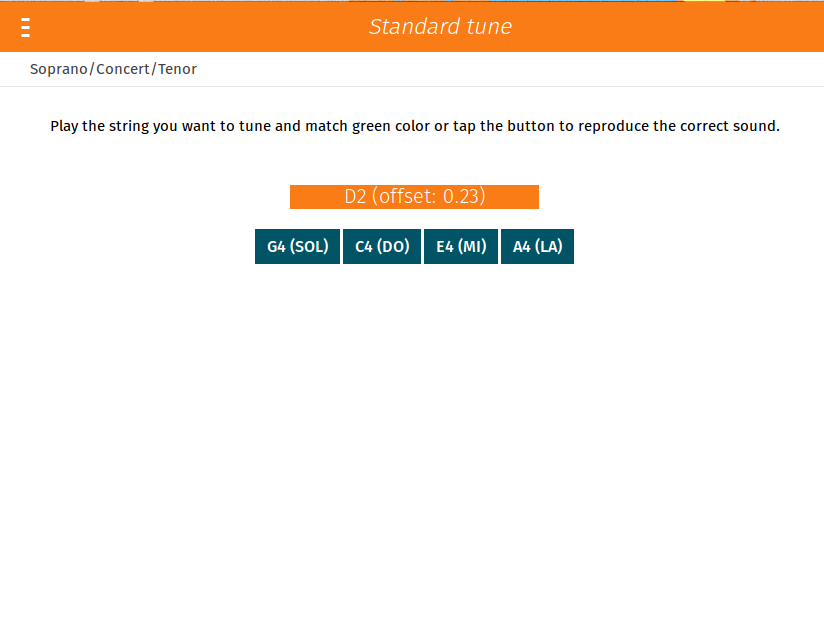 Standard tune
Soprano/Concert/Tenor
Play the string you want to tune and match green color or tap the button to reproduce the correct sound.
D2 (offset: 0.23)
G4 (SOL) C4 (DO) E4 (MI) A4 (LA)